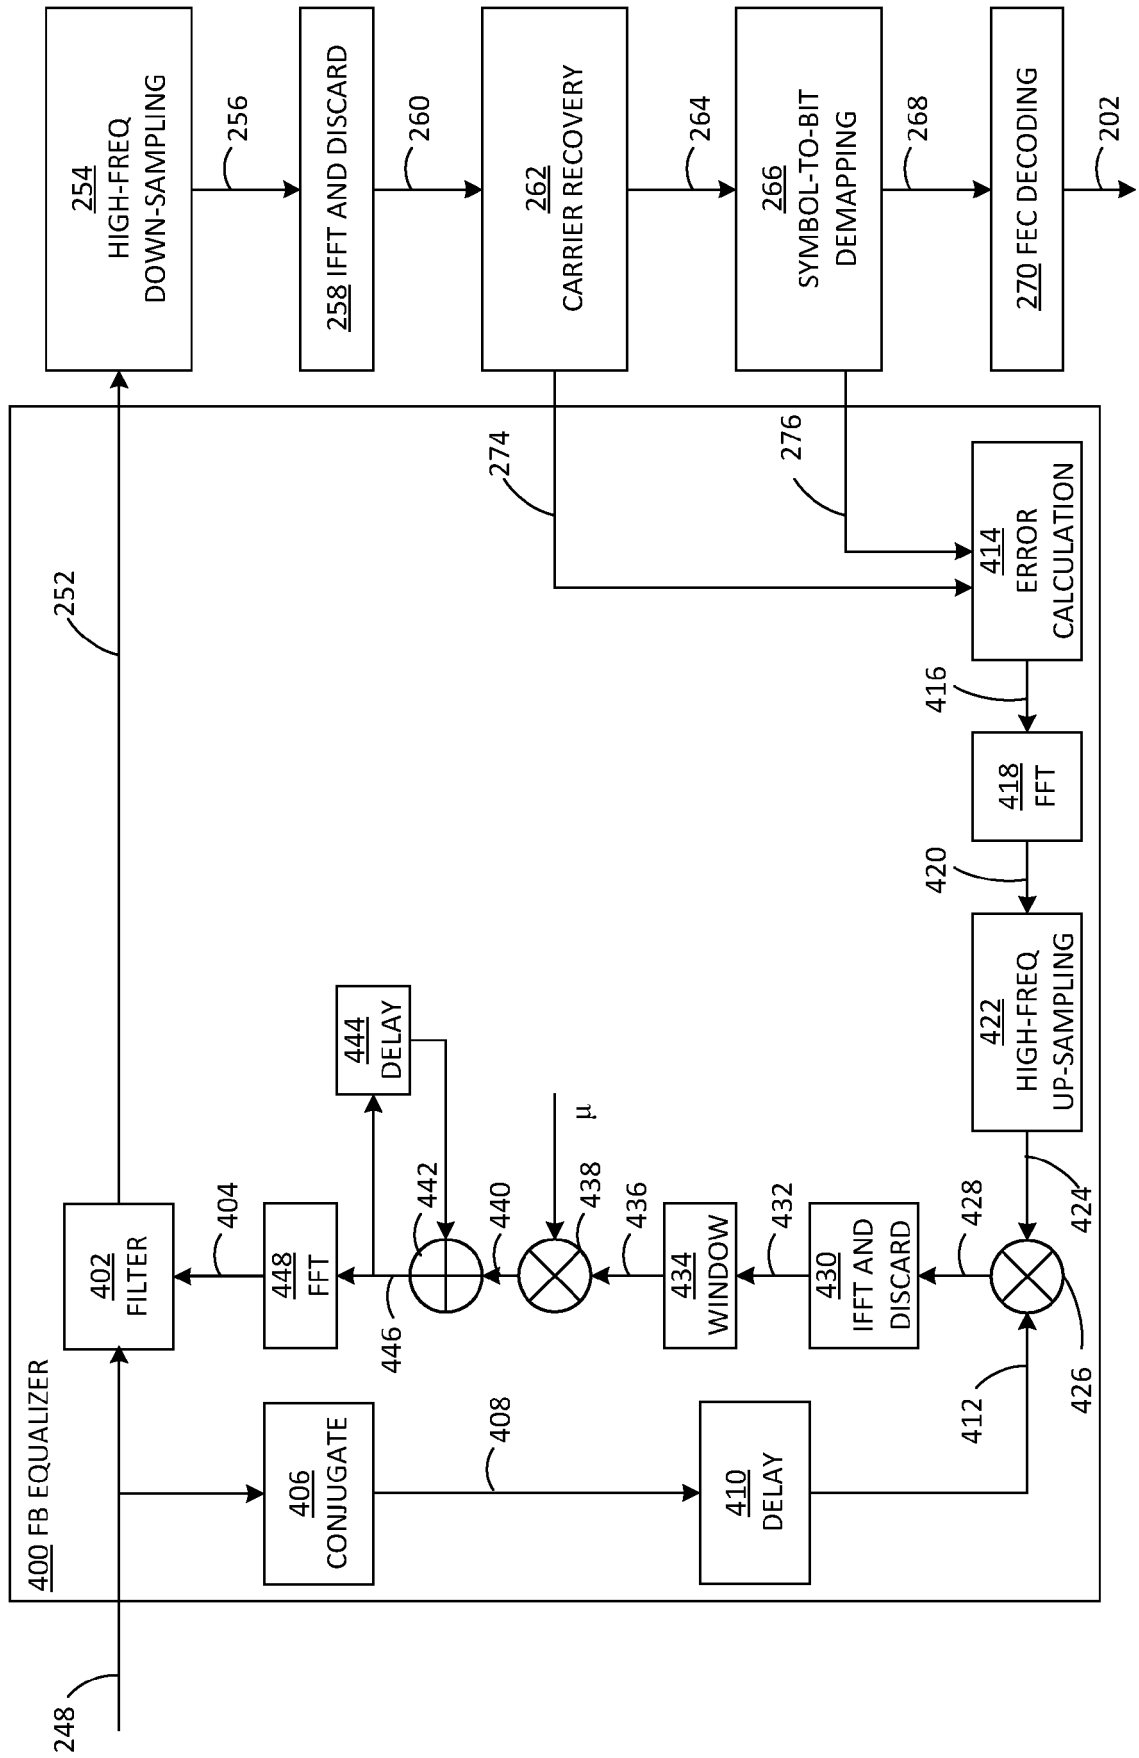 400 FB EQUALIZER
248
402
FILTER
252
254
HIGH-FREQ
DOWN-SAMPLING
256
258 IFFT AND DISCARD
260
262
CARRIER RECOVERY
264
266
SYMBOL-TO-BIT
DEMAPPING
268
270 FEC DECODING
202
274
276
414
ERROR
CALCULATION
416
418
FFT
420
422
HIGH-FREQ
UP-SAMPLING
424
426
428
430
IFFT AND
DISCARD
432
434
WINDOW
436
438
μ
440
442
444
DELAY
446
448
FFT
404
406
CONJUGATE
408
410
DELAY
412